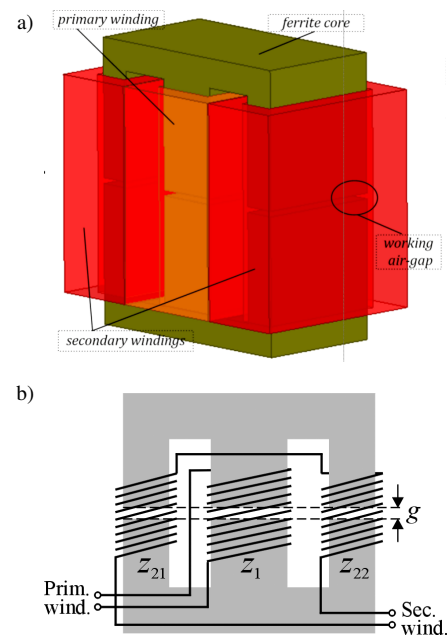 a)
primary winding
ferrite core
working
air-gap
secondary windings
b)
g
z21
z1
z22
Prim.
wind.
Sec.
wind.